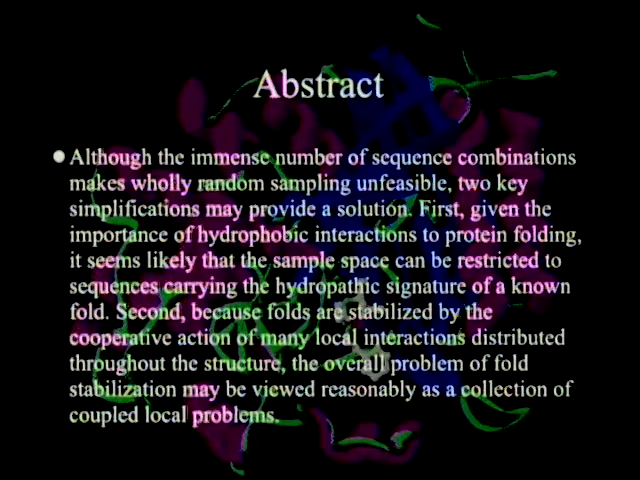 Abstract
Although the immense number of sequence combinations
makes wholly random sampling unfeasible, two key
simplifications may provide a solution. First, given the
importance of hydrophobic interactions to protein folding,
it seems likely that the sample space can be restricted to
sequences carrying the hydropathic signature of a known
fold. Second, because folds are stabilized by the
cooperative action of many local interactions distributed
throughout the structure, the overall problem of fold
stabilization may be viewed reasonably as a collection of
coupled local problems.